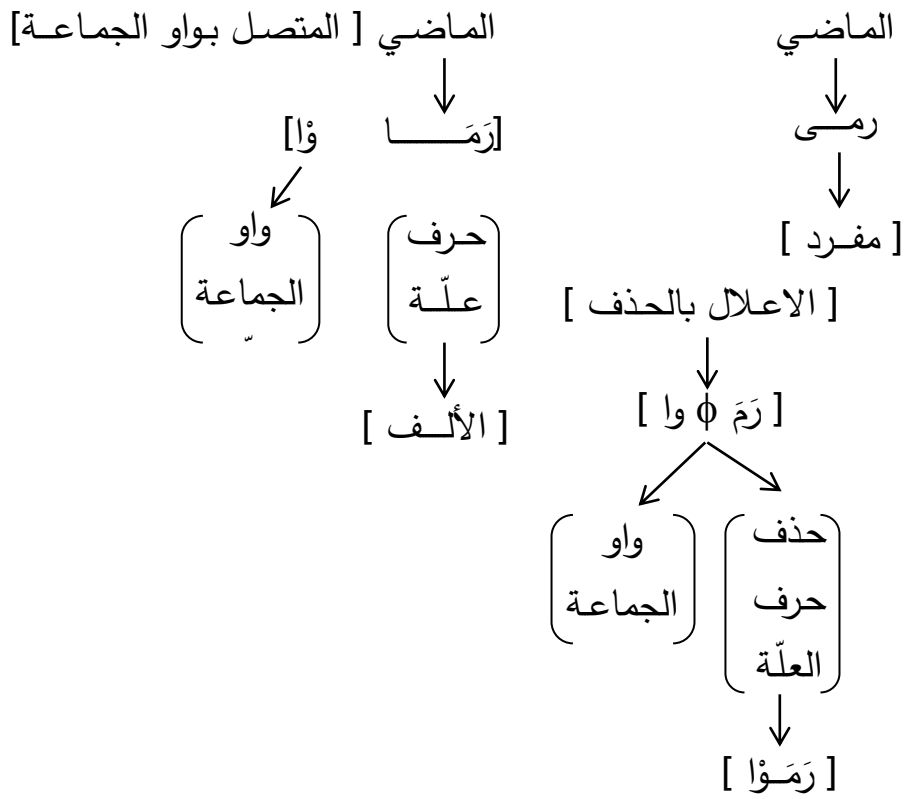 الماضي
الماضي [ المتصل بواو الجماعة]
رمـى
[رَمَـــا وْا]
[ مفرد ]
حرف
علّـة
واو
الجماعة
[ الاعلال بالحذف ]
[ رَمَ ϕ وا ]
[ الألـف ]
حذف
حرف
العلّة
واو
الجماعة
[ رَمَـوْا ]